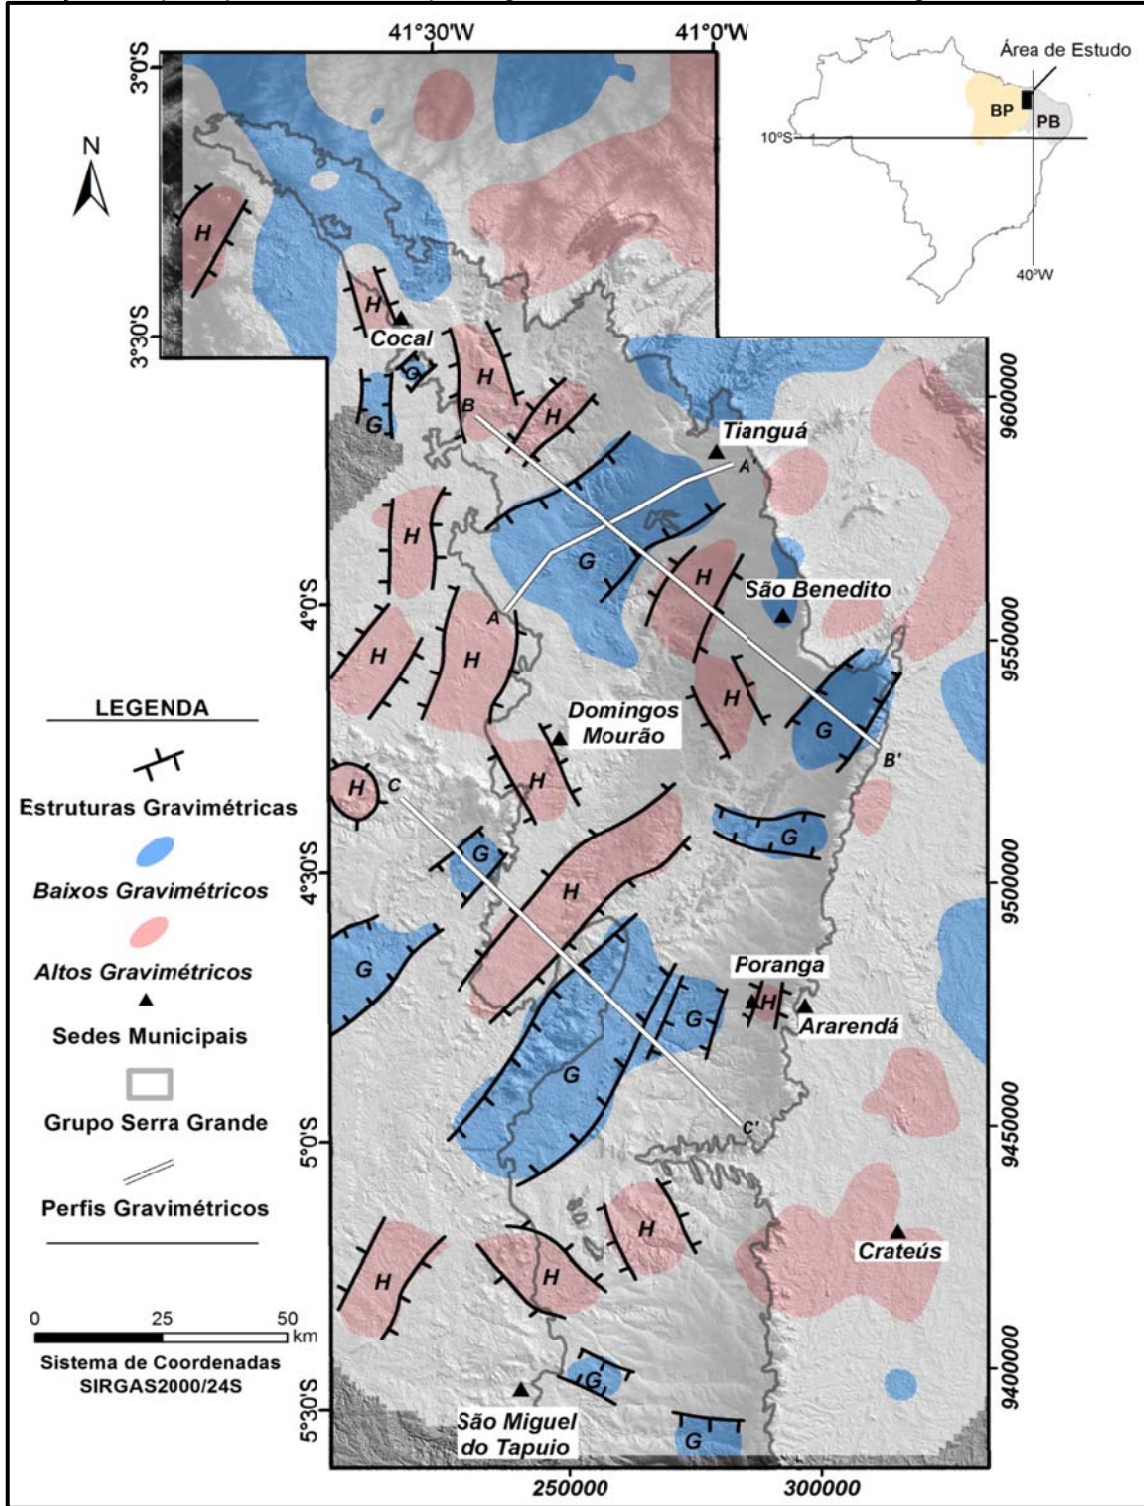 41°30'W
41°0'W
3°0'S
N
Área de Estudo
BP
PB
10°S
40°W
H
H
3°30'S
Cocal
G
H
G
B
H
9600000
Tianguá
A'
H
G
H
São Benedito
4°0'S
A
9550000
H
H
H
G
B'
LEGENDA
Domingos
Mourão
Estruturas Gravimétricas
H
C
H
G
G
4°30'S
H
9500000
Baixos Gravimétricos
Altos Gravimétricos
G
Poranga
H
G
Ararendá
Sedes Municipais
G
Grupo Serra Grande
C'
5°0'S
9450000
Perfis Gravimétricos
H
Crateús
H
H
0 25 50
km
Sistema de Coordenadas
SIRGAS2000/24S
9400000
G
5°30'S
São Miguel
do Tapuio
G
250000
300000